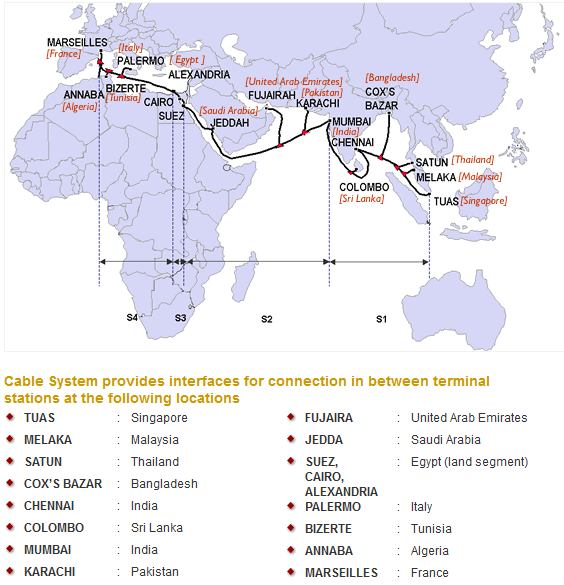 MARSEILLES
[France]
[Italy]
PALERMO
[ Egypt ]
ALEXANDRIA
ANNABA
[Algeria]
BIZERTE
[Tunisia]
CAIRO
SUEZ
[Saudi Arabia]
JEDDAH
[United Arab Emirates]
FUJAIRAH
[Pakistan]
KARACHI
[Bangladesh]
COX'S
BAZAR
MUMBAI
[India]
CHENNAI
COLOMBO
[Sri Lanka]
SATUN [Thailand]
MELAKA [Malaysia]
TUAS [Singapore]
S4
S3
S2
S1
Cable System provides interfaces for connection in between terminal
stations at the following locations
TUAS : Singapore
MELAKA : Malaysia
SATUN : Thailand
COX'S BAZAR : Bangladesh
CHENNAI : India
COLOMBO : Sri Lanka
MUMBAI : India
KARACHI : Pakistan
FUJAIRA : United Arab Emirates
JEDDA : Saudi Arabia
SUEZ, : Egypt (land segment)
CAIRO,
ALEXANDRIA
PALERMO : Italy
BIZERTE : Tunisia
ANNABA : Algeria
MARSEILLES : France